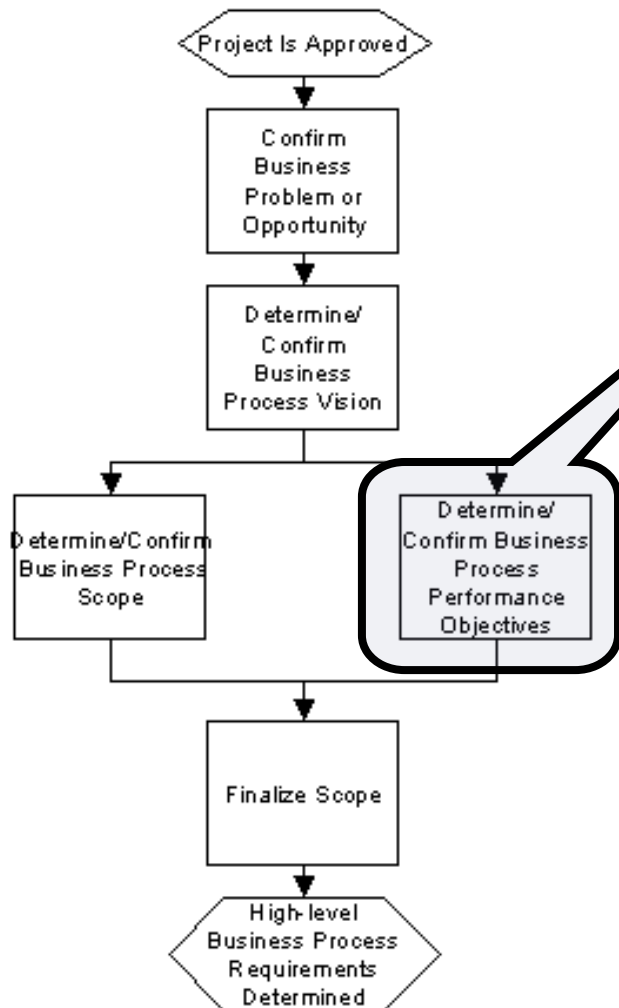 Project Is Approved
Confirm
Business
Problem or
Opportunity
Determine/
Confirm
Business
Process Vision
Determine/Confirm
Business Process
Scope
Determine/
Confirm Business
Process
Performance
Objectives
Finalize Scope
High-level
Business Process
Requirements
Determined